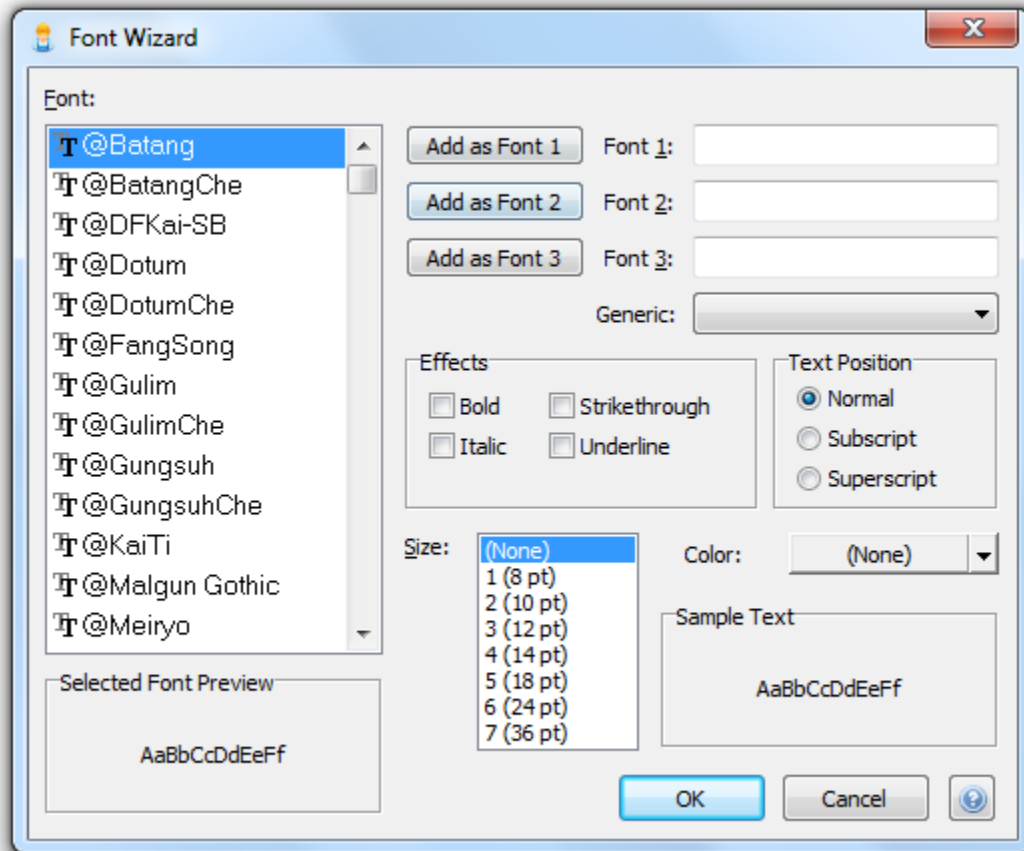 Font Wizard
Font:
@Batang
@BatangChe
@DFKai-SB
@Dotum
@DotumChe
@FangSong
@Gulim
@GulimChe
@Gungsuh
@GungsuhChe
@KaiTi
@Malgun Gothic
@Meiryo
Selected Font Preview
AaBbCcDdEeFf
Add as Font 1 Font 1:
Add as Font 2 Font 2:
Add as Font 3 Font 3:
Generic:
Effects
Bold Strikethrough
Italic Underline
Text Position
Normal
Subscript
Superscript
Size:
(None)
1 (8 pt)
2 (10 pt)
3 (12 pt)
4 (14 pt)
5 (18 pt)
6 (24 pt)
7 (36 pt)
Color: (None)
Sample Text
AaBbCcDdEeFf
OK Cancel ?